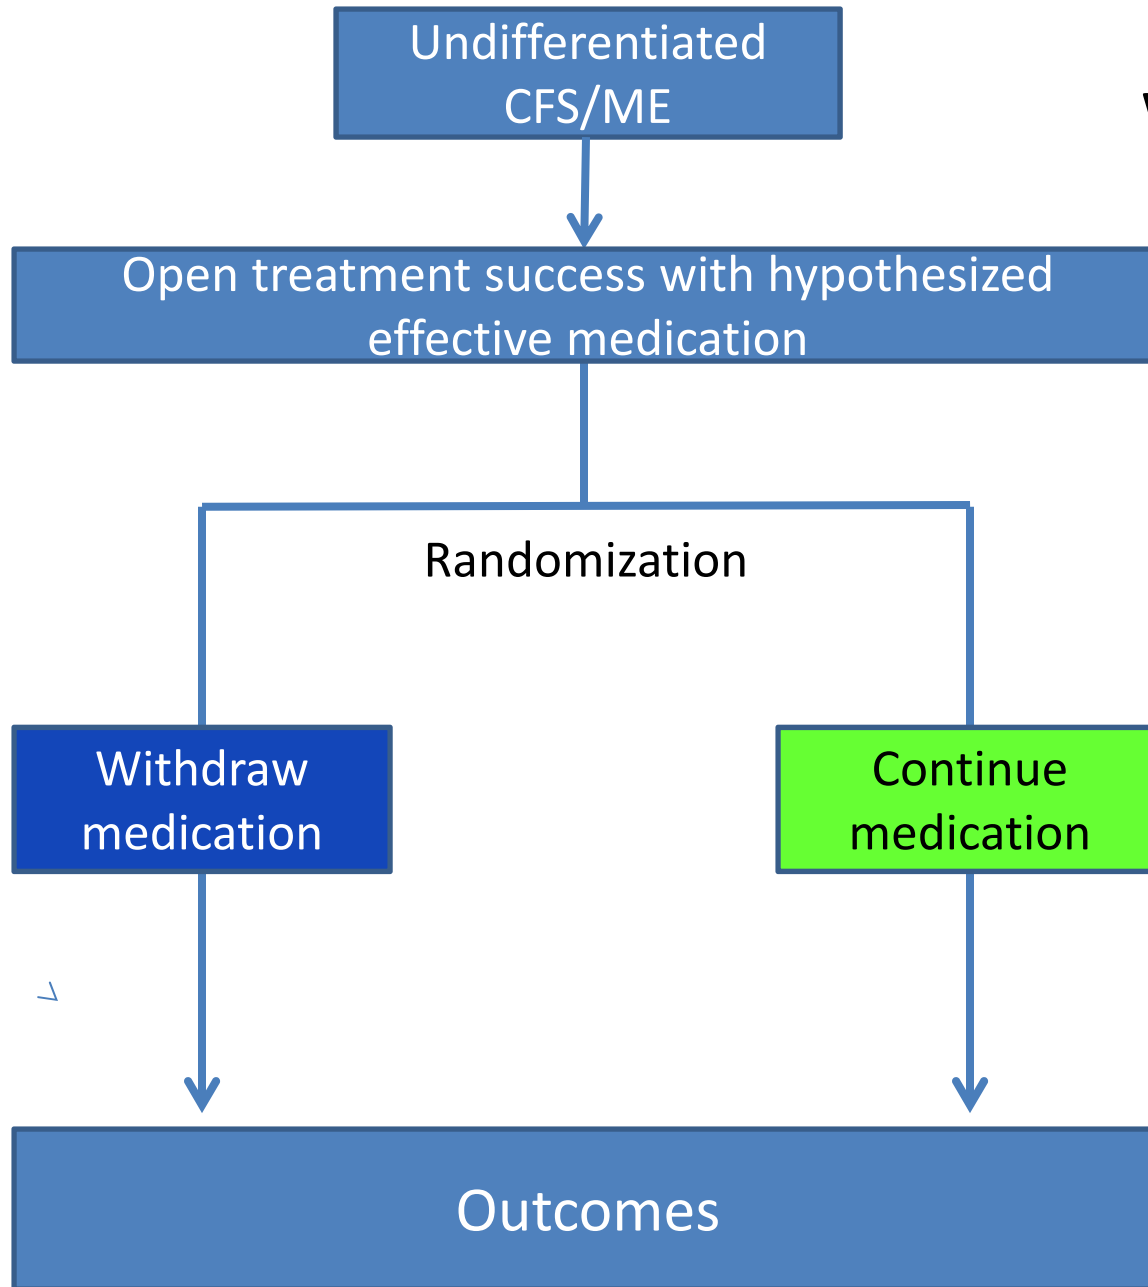 Undifferentiated
CFS/ME
Open treatment success with hypothesized
effective medication
Randomization
Withdraw
medication
Continue
medication
Outcomes